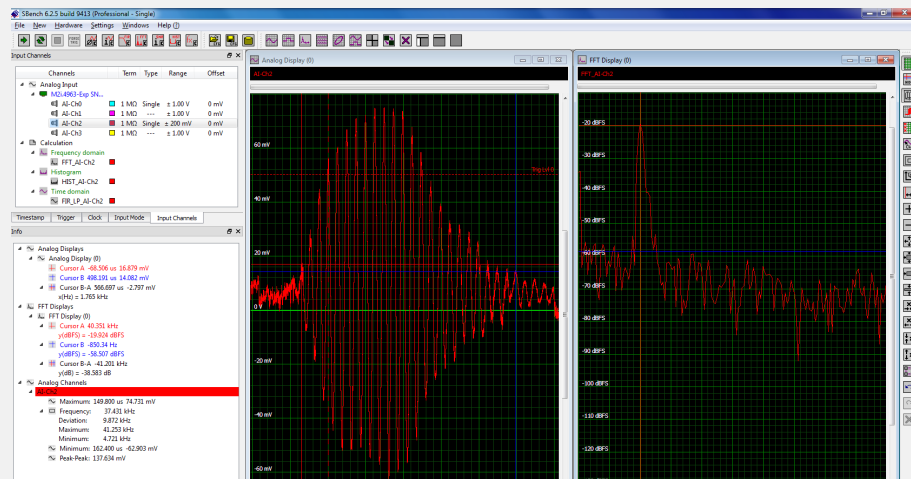 SBench 6.2.5 build 9413 (Professional - Single)
File New Hardware Settings Windows Help (!)
Input Channels
Channels Term Type Range Offset
Analog Input
M2i.4963-Exp SN...
AI-Ch0 1 MΩ Single ± 1.00 V 0 mV
AI-Ch1 1 MΩ --- ± 1.00 V 0 mV
AI-Ch2 1 MΩ Single ± 200 mV 0 mV
AI-Ch3 1 MΩ --- ± 1.00 V 0 mV
Calculation
Frequency domain
FFT_AI-Ch2
Histogram
HIST_AI-Ch2
Time domain
FIR_LP_AI-Ch2
Timestamp Trigger Clock Input Mode Input Channels
Info
Analog Displays
Analog Display (0)
Cursor A -68.506 us 16.879 mV
Cursor B 498.191 us 14.082 mV
Cursor B-A 566.697 us -2.797 mV
x(Hz) = 1.765 kHz
FFT Displays
FFT Display (0)
Cursor A 40.351 kHz
y(dBFS) = -19.924 dBFS
Cursor B -850.34 Hz
y(dBFS) = -58.507 dBFS
Cursor B-A -41.201 kHz
y(dB) = -38.583 dB
Analog Channels
AI-Ch2
Maximum: 149.800 us 74.731 mV
Frequency: 37.431 kHz
Deviation: 9.872 kHz
Maximum: 41.253 kHz
Minimum: 4.721 kHz
Minimum: 162.400 us -62.903 mV
Peak-Peak: 137.634 mV
Analog Display (0)
AI-Ch2
60 mV
40 mV
20 mV
0 V
-20 mV
-40 mV
-60 mV
FFT Display (0)
FFT_AI-Ch2
-20 dBFS
-40 dBFS
-50 dBFS
-60 dBFS
-70 dBFS
-80 dBFS
-90 dBFS
-100 dBFS
-110 dBFS
-120 dBFS